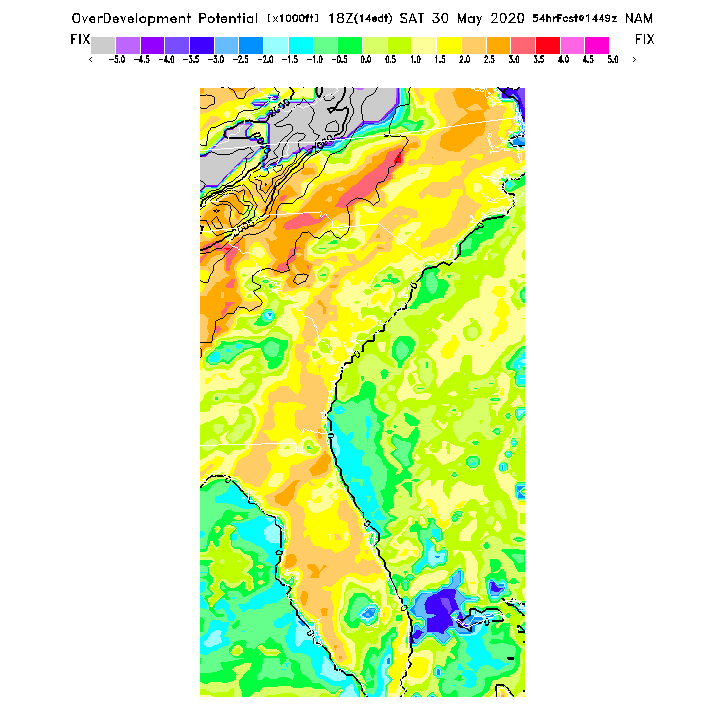 OverDevelopment Potential [x1000ft] 18Z(14edt) SAT 30 May 2020 54hrFcst@1449z NAM
FIX FIX
< -5.0 -4.5 -4.0 -3.5 -3.0 -2.5 -2.0 -1.5 -1.0 -0.5 0.0 0.5 1.0 1.5 2.0 2.5 3.0 3.5 4.0 4.5 5.0 >